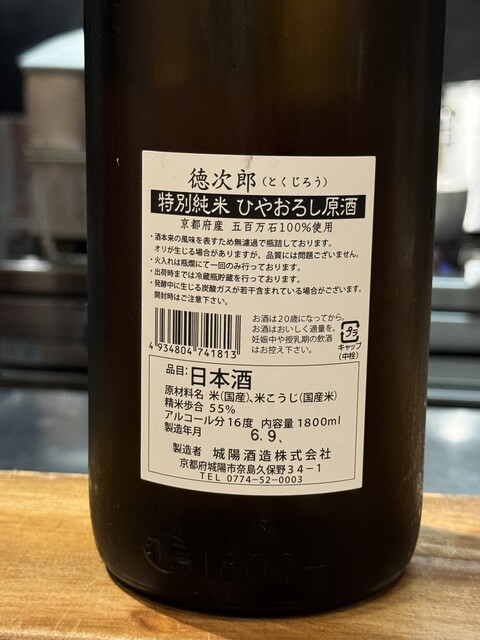 徳次郎(とくじろう)
特別純米 ひやおろし原酒
京都府産 五百万石100%使用
・酒本来の風味を表すため無濾過で瓶詰しております。
オリが生じる場合がありますが、品質には問題ございません。
・火入れは瓶燗にて一回のみ行っております。
・出荷時までは冷蔵瓶貯蔵を行っております。
・発酵中に生じる炭酸ガスが若干含まれている場合がございます。
開封時はご注意下さい。
お酒は20歳になってから。
お酒はおいしく適量を。
妊娠中や授乳期の飲酒
はお控え下さい。
プラ
キャップ
(中栓)
4 934804 741813
品目:日本酒
原材料名 米(国産)、米こうじ(国産米)
精米歩合 55%
アルコール分16度 内容量1800ml
製造年月 6.9、
製造者 城陽酒造株式会社
京都府城陽市奈島久保野34-1
TEL 0774-52-0003